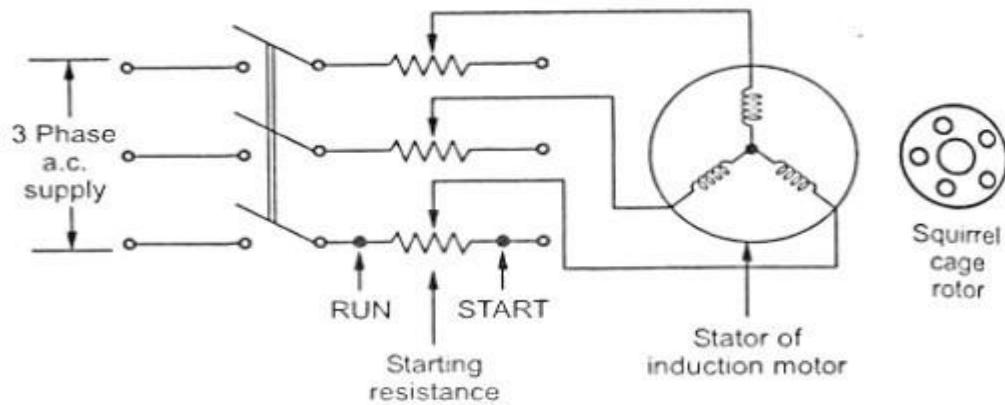 3 Phase
a.c.
supply
RUN
START
Starting
resistance
Stator of
induction motor
Squirrel
cage
rotor